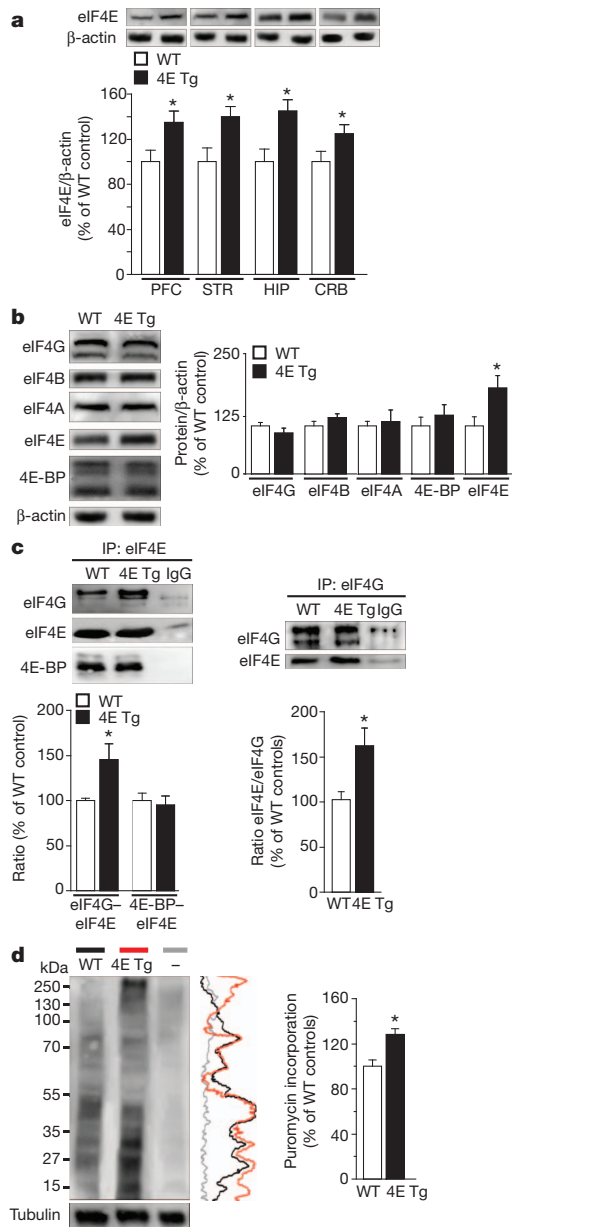 a
eIF4E
β-actin
WT
4E Tg
eIF4E/β-actin
(% of WT control)
160
120
80
40
0
*
*
*
*
PFC STR HIP CRB
b
WT 4E Tg
eIF4G
eIF4B
eIF4A
eIF4E
4E-BP
β-actin
Protein/β-actin
(% of WT control)
250
125
0
WT
4E Tg
*
eIF4G eIF4B eIF4A 4E-BP eIF4E
c
IP: eIF4E
WT 4E Tg IgG
eIF4G
eIF4E
4E-BP
IP: eIF4G
WT 4E Tg IgG
eIF4G
eIF4E
WT
4E Tg
Ratio (% of WT control)
200
150
100
50
0
*
eIF4G– 4E-BP–
eIF4E eIF4E
Ratio eIF4E/eIF4G
(% of WT controls)
200
150
100
50
0
*
WT 4E Tg
d
kDa WT 4E Tg –
250
130
100
70
55
35
27
15
Tubulin
Puromycin incorporation
(% of WT controls)
160
120
80
40
0
*
WT 4E Tg